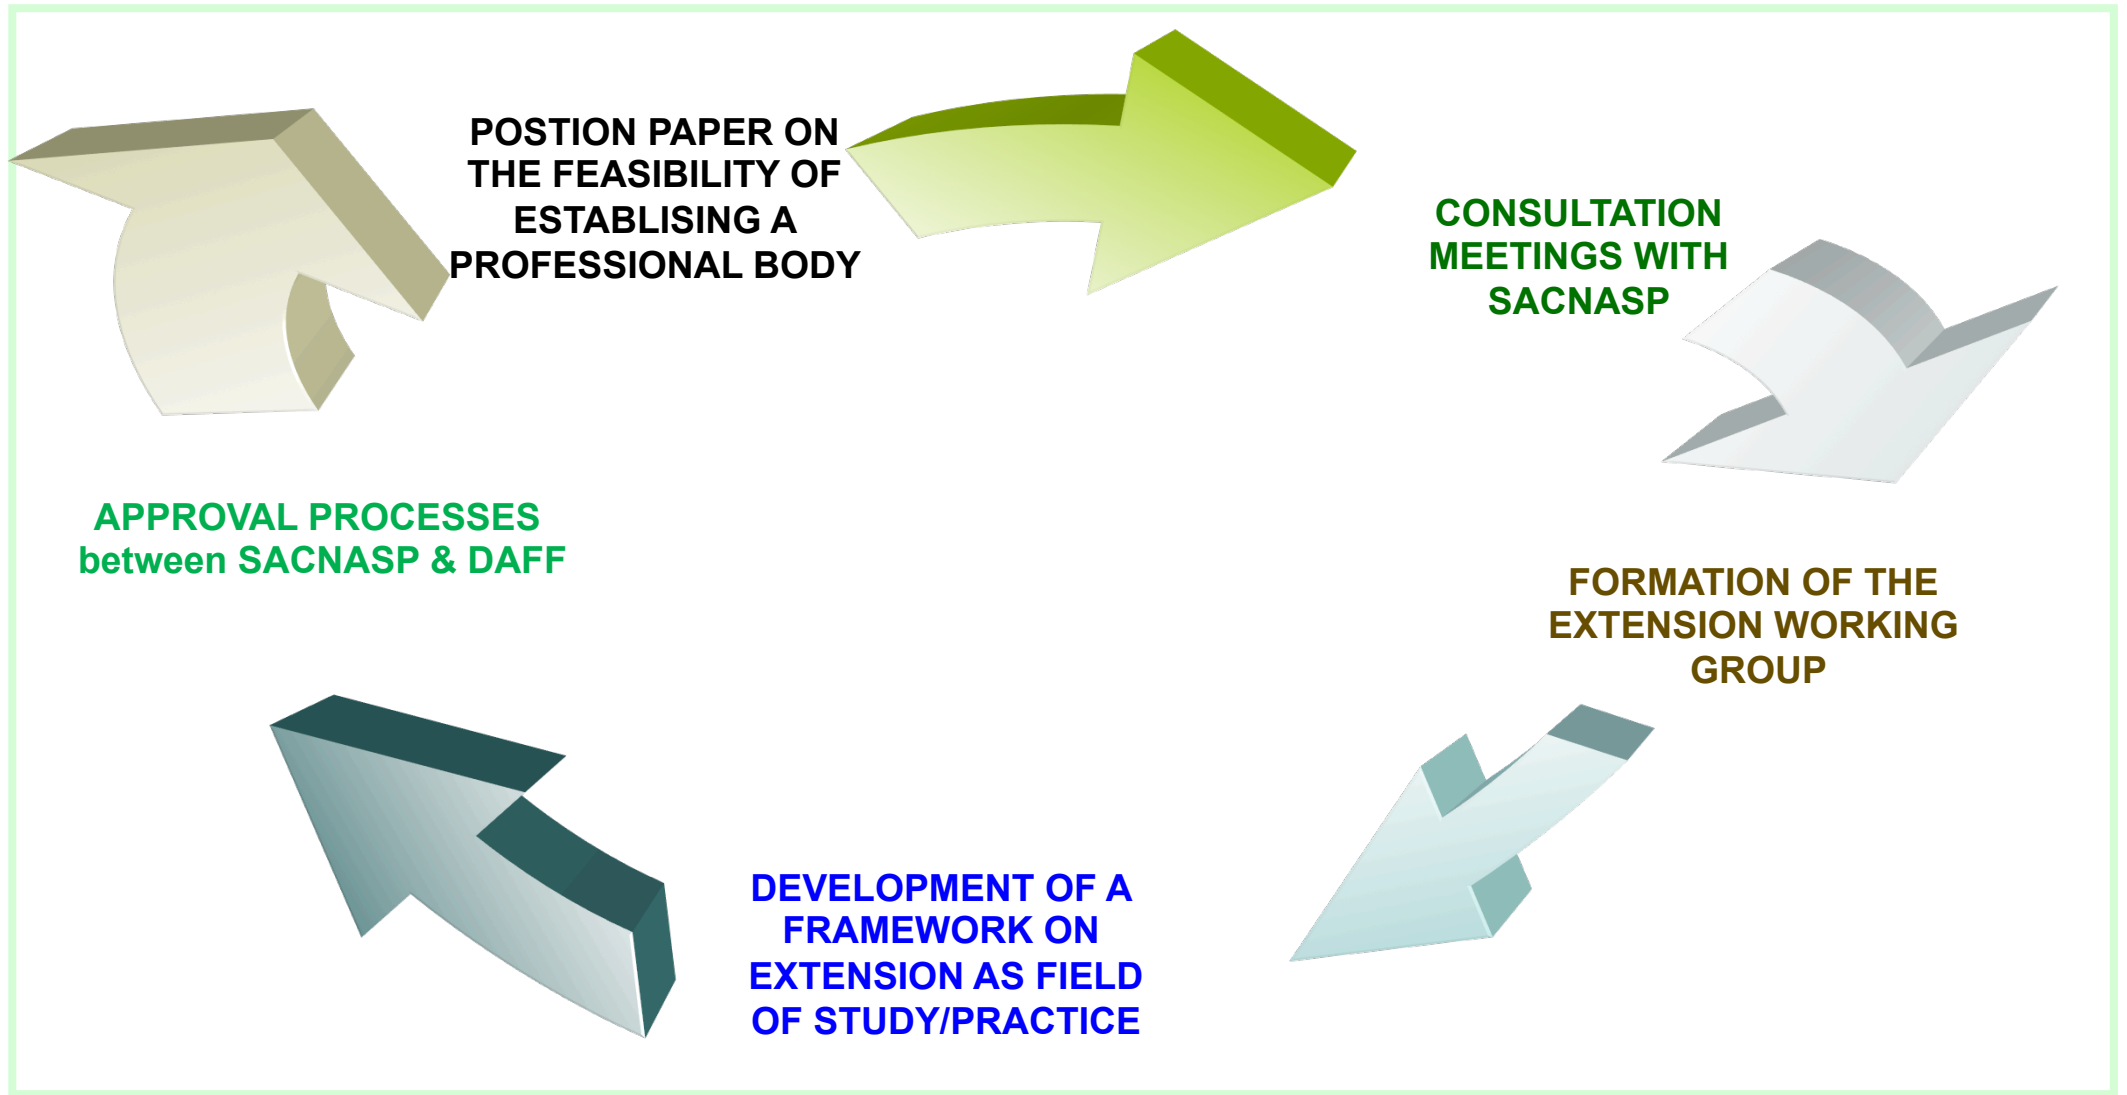 POSTION PAPER ON
THE FEASIBILITY OF
ESTABLISING A
PROFESSIONAL BODY
CONSULTATION
MEETINGS WITH
SACNASP
FORMATION OF THE
EXTENSION WORKING
GROUP
DEVELOPMENT OF A
FRAMEWORK ON
EXTENSION AS FIELD
OF STUDY/PRACTICE
APPROVAL PROCESSES
between SACNASP & DAFF